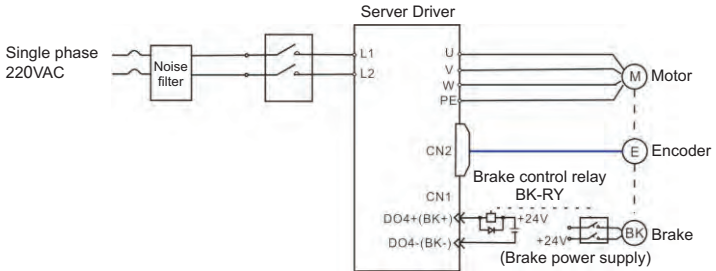 Server Driver
Single phase
220VAC
Noise
filter
L1
L2
U
V
W
PE
M
Motor
CN2
E
Encoder
Brake control relay
BK-RY
CN1
DO4+(BK+)
+24V
DO4-(BK-)
+24V
BK
Brake
(Brake power supply)